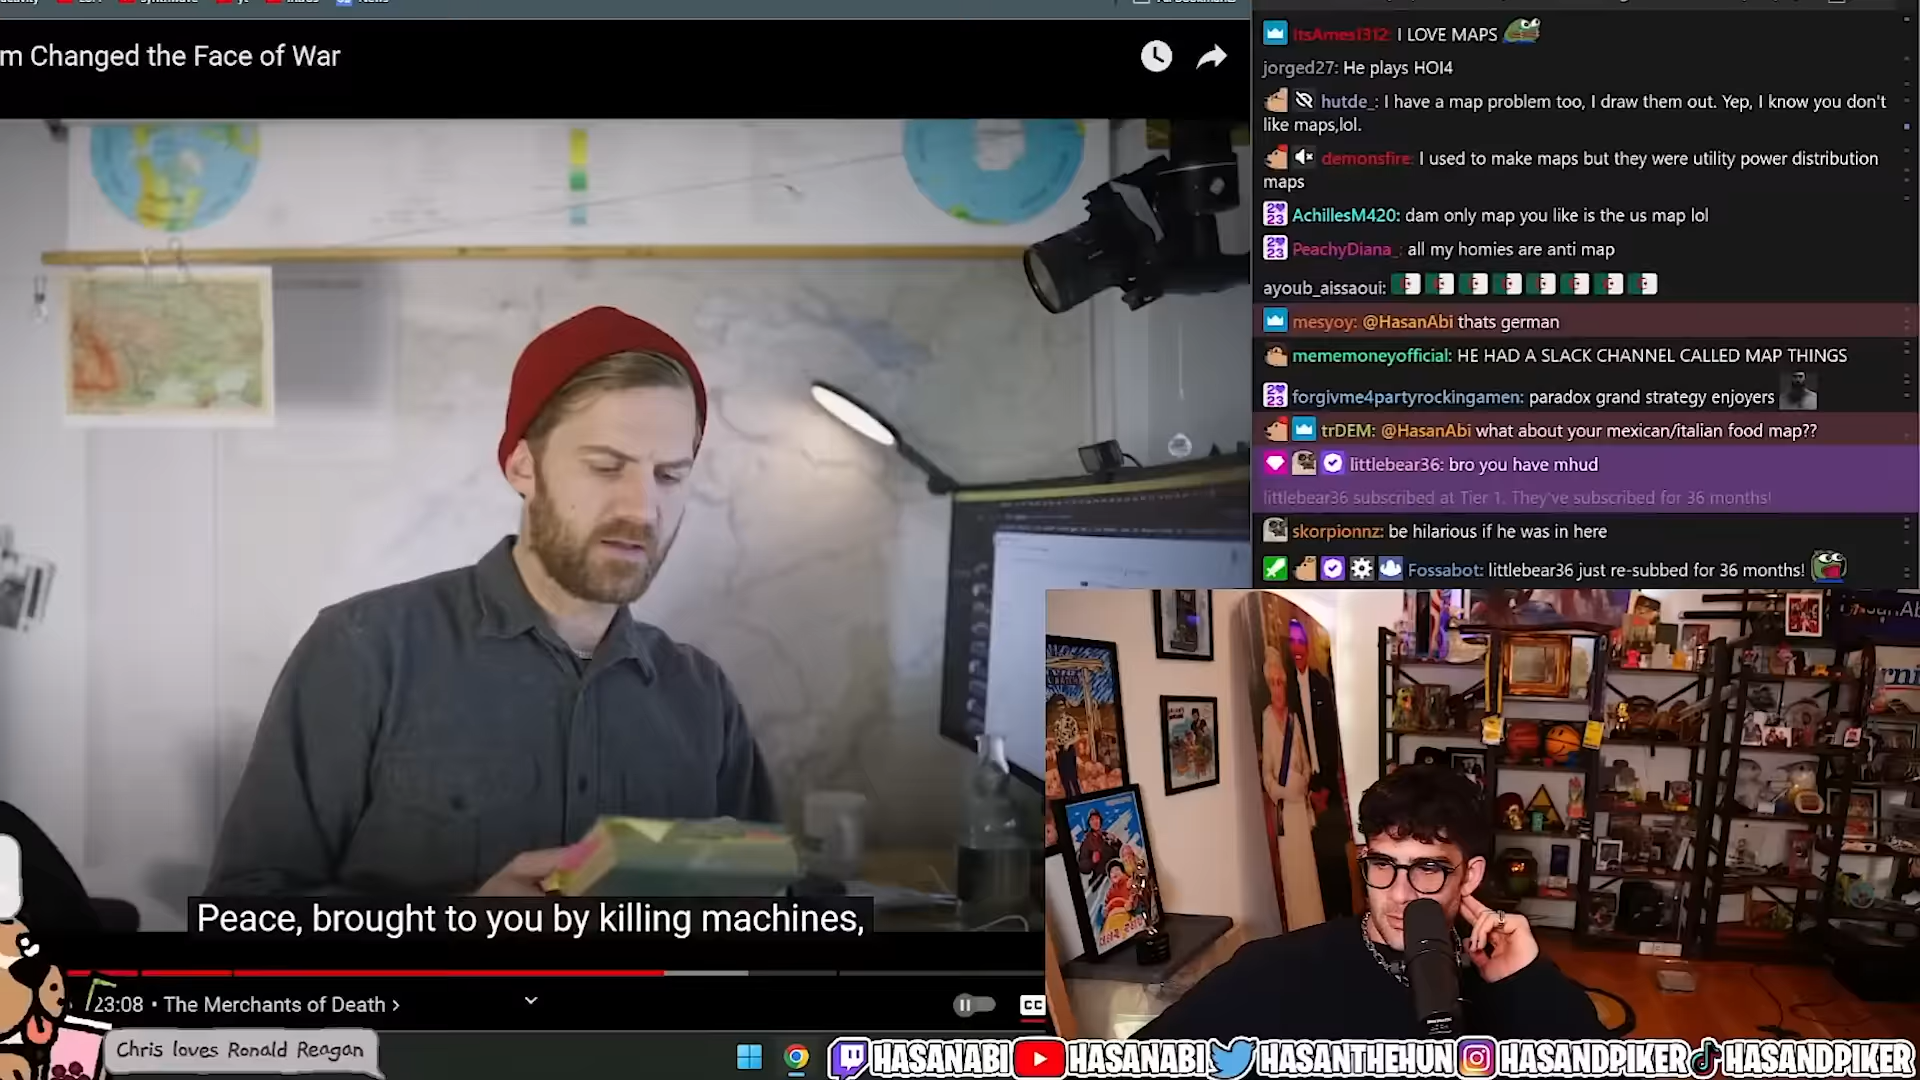 m Changed the Face of War
ItsAmes1312: I LOVE MAPS
jorged27: He plays HOI4
hutde_: I have a map problem too, I draw them out. Yep, I know you don't
like maps,lol.
demonsfire: I used to make maps but they were utility power distribution
maps
AchillesM420: dam only map you like is the us map lol
PeachyDiana_: all my homies are anti map
ayoub_aissaoui:
mesyoy: @HasanAbi thats german
mememoneyofficial: HE HAD A SLACK CHANNEL CALLED MAP THINGS
forgivme4partyrockingamen: paradox grand strategy enjoyers
trDEM: @HasanAbi what about your mexican/italian food map??
littlebear36: bro you have mhud
littlebear36 subscribed at Tier 1. They've subscribed for 36 months!
skorpionnz: be hilarious if he was in here
Fossabot: littlebear36 just re-subbed for 36 months!
Peace, brought to you by killing machines,
23:08 • The Merchants of Death >
CC
Chris loves Ronald Reagan
HASANABI HASANABI HASANTHEHUN HASANDPIKER HASANDPIKER